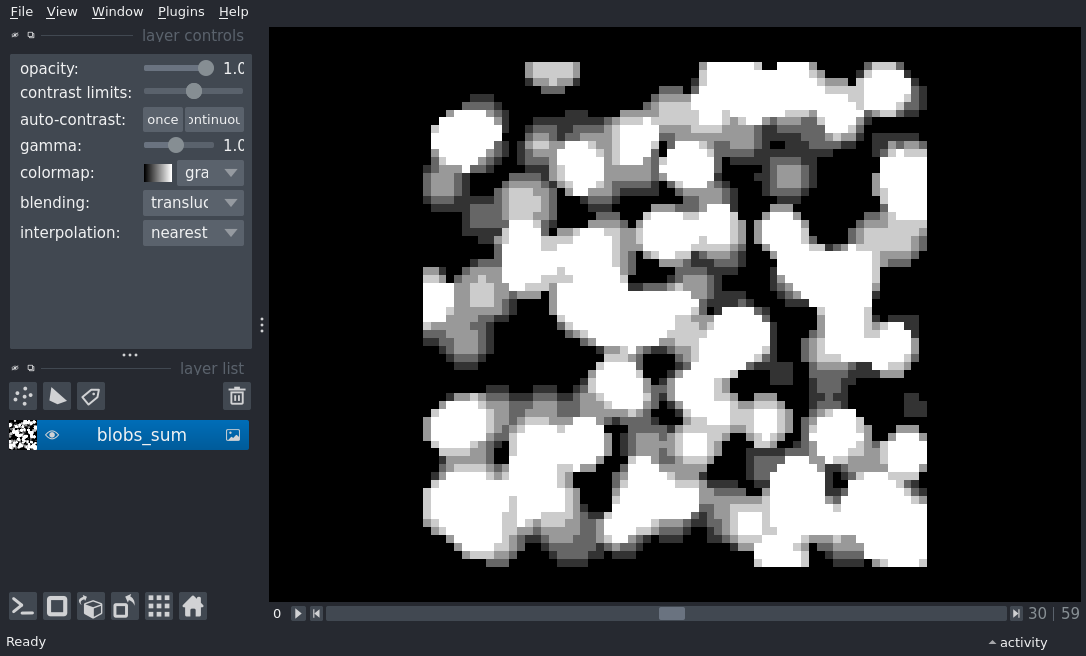 File View Window Plugins Help
layer controls
opacity: 1.0
contrast limits:
auto-contrast: once ontinuou
gamma: 1.0
colormap: gra
blending: transluc
interpolation: nearest
layer list
blobs_sum
0 30 | 59
Ready activity